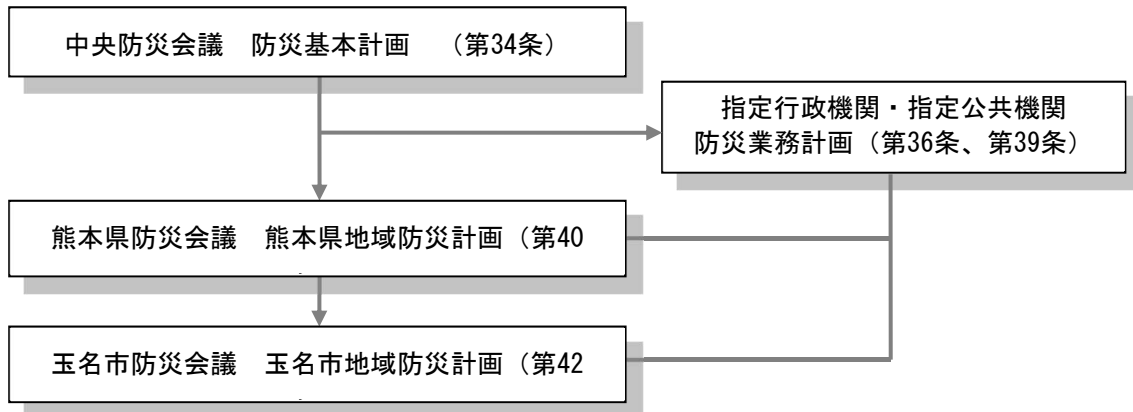 中央防災会議　防災基本計画　（第34条）
指定行政機関・指定公共機関
防災業務計画（第36条、第39条）
熊本県防災会議　熊本県地域防災計画（第40
玉名市防災会議　玉名市地域防災計画（第42